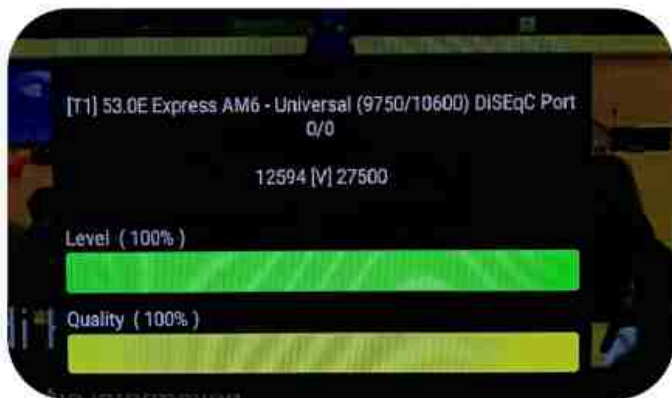 [T1] 53.0E Express AM6 - Universal (9750/10600) DISEqC Port
0/0
12594 [V] 27500
Level ( 100% )
Quality ( 100% )